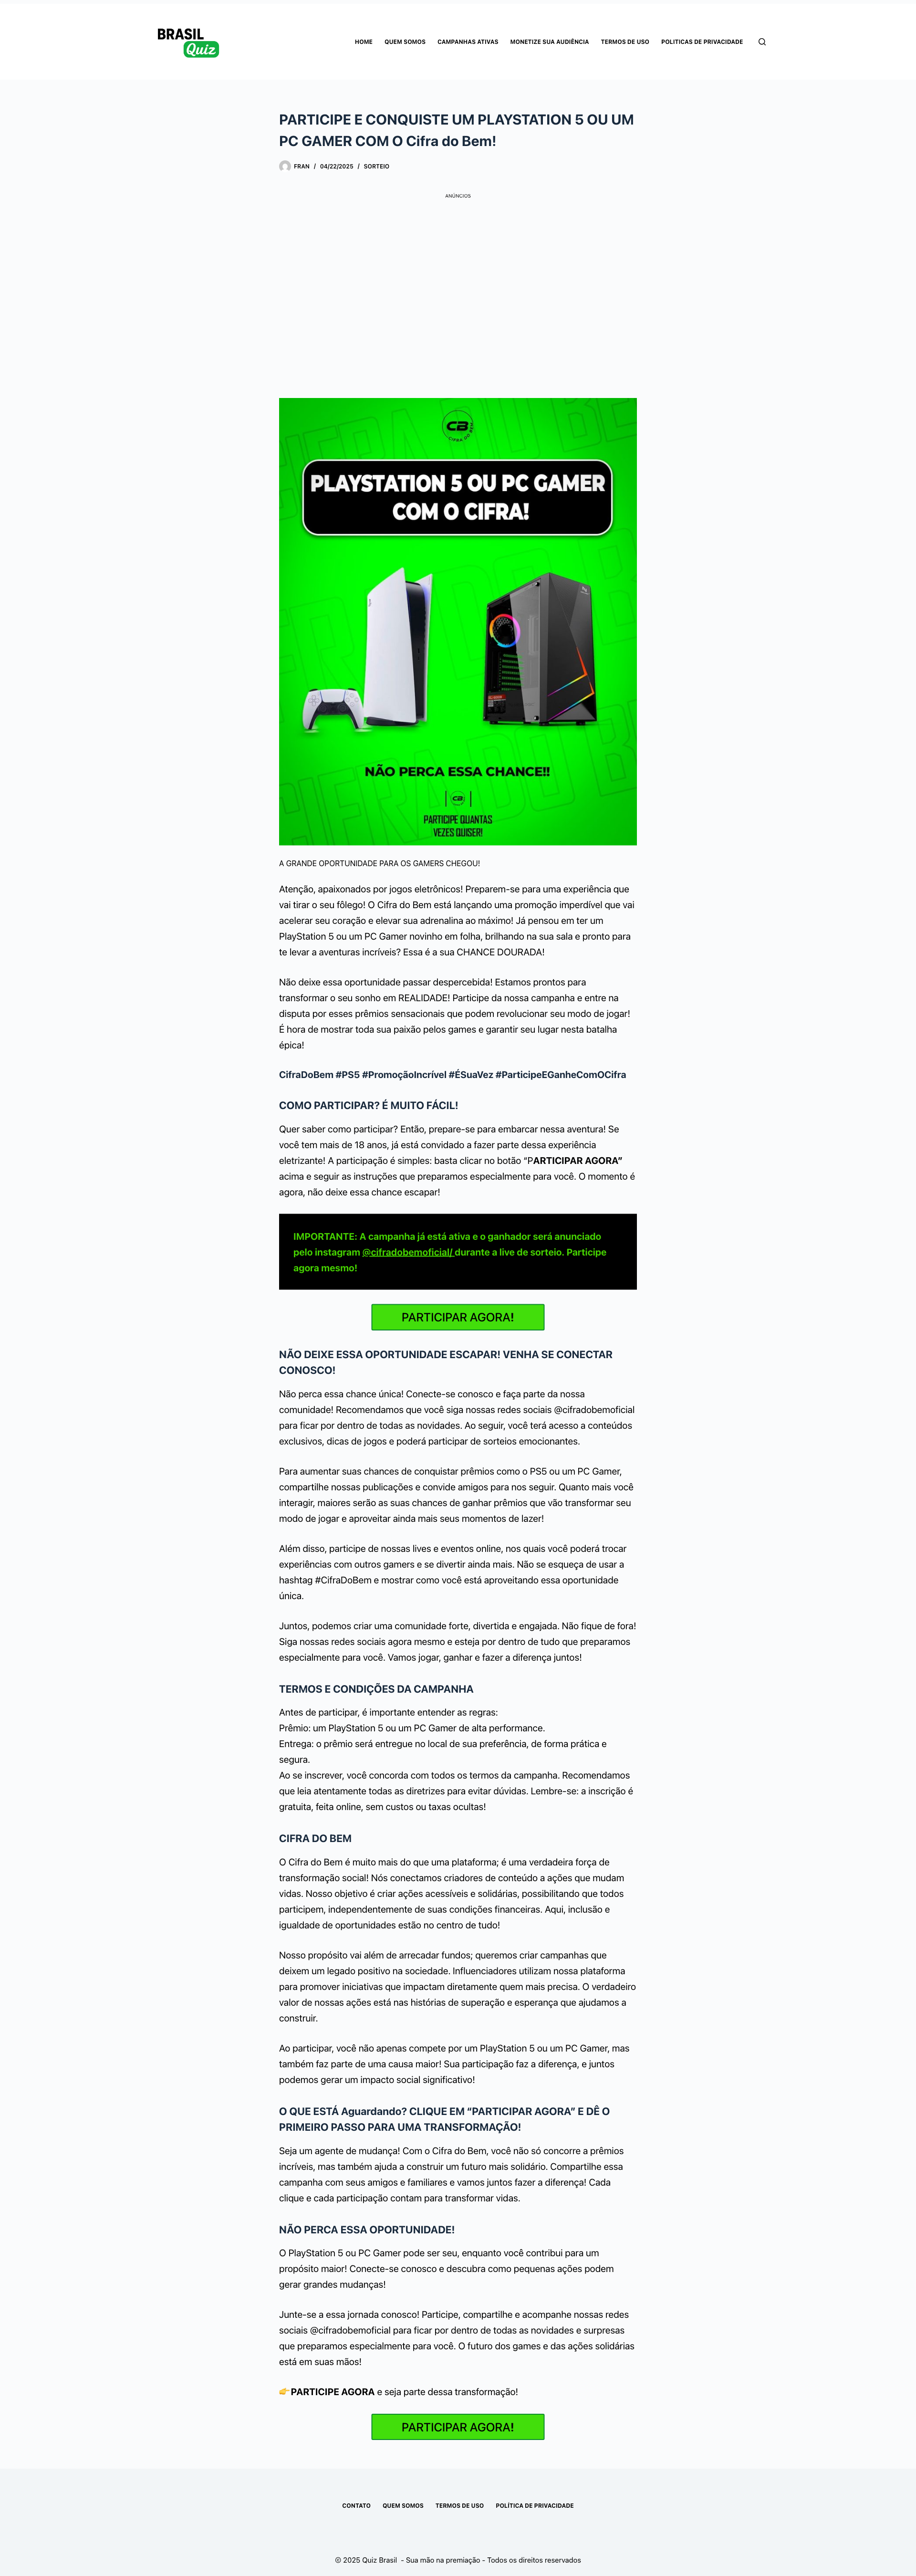 BRASIL
Quiz
HOME QUEM SOMOS CAMPANHAS ATIVAS MONETIZE SUA AUDIÊNCIA TERMOS DE USO POLITICAS DE PRIVACIDADE
PARTICIPE E CONQUISTE UM PLAYSTATION 5 OU UM
PC GAMER COM O Cifra do Bem!
FRAN / 04/22/2025 / SORTEIO
ANÚNCIOS
CB
CIFRA DO BEM
PLAYSTATION 5 OU PC GAMER
COM O CIFRA!
NÃO PERCA ESSA CHANCE!!
CB
PARTICIPE QUANTAS
VEZES QUISER!
A GRANDE OPORTUNIDADE PARA OS GAMERS CHEGOU!
Atenção, apaixonados por jogos eletrônicos! Preparem-se para uma experiência que
vai tirar o seu fôlego! O Cifra do Bem está lançando uma promoção imperdível que vai
acelerar seu coração e elevar sua adrenalina ao máximo! Já pensou em ter um
PlayStation 5 ou um PC Gamer novinho em folha, brilhando na sua sala e pronto para
te levar a aventuras incríveis? Essa é a sua CHANCE DOURADA!
Não deixe essa oportunidade passar despercebida! Estamos prontos para
transformar o seu sonho em REALIDADE! Participe da nossa campanha e entre na
disputa por esses prêmios sensacionais que podem revolucionar seu modo de jogar!
É hora de mostrar toda sua paixão pelos games e garantir seu lugar nesta batalha
épica!
CifraDoBem #PS5 #PromoçãoIncrível #ÉSuaVez #ParticipeEGanheComOCifra
COMO PARTICIPAR? É MUITO FÁCIL!
Quer saber como participar? Então, prepare-se para embarcar nessa aventura! Se
você tem mais de 18 anos, já está convidado a fazer parte dessa experiência
eletrizante! A participação é simples: basta clicar no botão “PARTICIPAR AGORA”
acima e seguir as instruções que preparamos especialmente para você. O momento é
agora, não deixe essa chance escapar!
IMPORTANTE: A campanha já está ativa e o ganhador será anunciado
pelo instagram @cifradobemoficial/ durante a live de sorteio. Participe
agora mesmo!
PARTICIPAR AGORA!
NÃO DEIXE ESSA OPORTUNIDADE ESCAPAR! VENHA SE CONECTAR
CONOSCO!
Não perca essa chance única! Conecte-se conosco e faça parte da nossa
comunidade! Recomendamos que você siga nossas redes sociais @cifradobemoficial
para ficar por dentro de todas as novidades. Ao seguir, você terá acesso a conteúdos
exclusivos, dicas de jogos e poderá participar de sorteios emocionantes.
Para aumentar suas chances de conquistar prêmios como o PS5 ou um PC Gamer,
compartilhe nossas publicações e convide amigos para nos seguir. Quanto mais você
interagir, maiores serão as suas chances de ganhar prêmios que vão transformar seu
modo de jogar e aproveitar ainda mais seus momentos de lazer!
Além disso, participe de nossas lives e eventos online, nos quais você poderá trocar
experiências com outros gamers e se divertir ainda mais. Não se esqueça de usar a
hashtag #CifraDoBem e mostrar como você está aproveitando essa oportunidade
única.
Juntos, podemos criar uma comunidade forte, divertida e engajada. Não fique de fora!
Siga nossas redes sociais agora mesmo e esteja por dentro de tudo que preparamos
especialmente para você. Vamos jogar, ganhar e fazer a diferença juntos!
TERMOS E CONDIÇÕES DA CAMPANHA
Antes de participar, é importante entender as regras:
Prêmio: um PlayStation 5 ou um PC Gamer de alta performance.
Entrega: o prêmio será entregue no local de sua preferência, de forma prática e
segura.
Ao se inscrever, você concorda com todos os termos da campanha. Recomendamos
que leia atentamente todas as diretrizes para evitar dúvidas. Lembre-se: a inscrição é
gratuita, feita online, sem custos ou taxas ocultas!
CIFRA DO BEM
O Cifra do Bem é muito mais do que uma plataforma; é uma verdadeira força de
transformação social! Nós conectamos criadores de conteúdo a ações que mudam
vidas. Nosso objetivo é criar ações acessíveis e solidárias, possibilitando que todos
participem, independentemente de suas condições financeiras. Aqui, inclusão e
igualdade de oportunidades estão no centro de tudo!
Nosso propósito vai além de arrecadar fundos; queremos criar campanhas que
deixem um legado positivo na sociedade. Influenciadores utilizam nossa plataforma
para promover iniciativas que impactam diretamente quem mais precisa. O verdadeiro
valor de nossas ações está nas histórias de superação e esperança que ajudamos a
construir.
Ao participar, você não apenas compete por um PlayStation 5 ou um PC Gamer, mas
também faz parte de uma causa maior! Sua participação faz a diferença, e juntos
podemos gerar um impacto social significativo!
O QUE ESTÁ Aguardando? CLIQUE EM “PARTICIPAR AGORA” E DÊ O
PRIMEIRO PASSO PARA UMA TRANSFORMAÇÃO!
Seja um agente de mudança! Com o Cifra do Bem, você não só concorre a prêmios
incríveis, mas também ajuda a construir um futuro mais solidário. Compartilhe essa
campanha com seus amigos e familiares e vamos juntos fazer a diferença! Cada
clique e cada participação contam para transformar vidas.
NÃO PERCA ESSA OPORTUNIDADE!
O PlayStation 5 ou PC Gamer pode ser seu, enquanto você contribui para um
propósito maior! Conecte-se conosco e descubra como pequenas ações podem
gerar grandes mudanças!
Junte-se a essa jornada conosco! Participe, compartilhe e acompanhe nossas redes
sociais @cifradobemoficial para ficar por dentro de todas as novidades e surpresas
que preparamos especialmente para você. O futuro dos games e das ações solidárias
está em suas mãos!
👉 PARTICIPE AGORA e seja parte dessa transformação!
PARTICIPAR AGORA!
CONTATO QUEM SOMOS TERMOS DE USO POLÍTICA DE PRIVACIDADE
© 2025 Quiz Brasil - Sua mão na premiação - Todos os direitos reservados